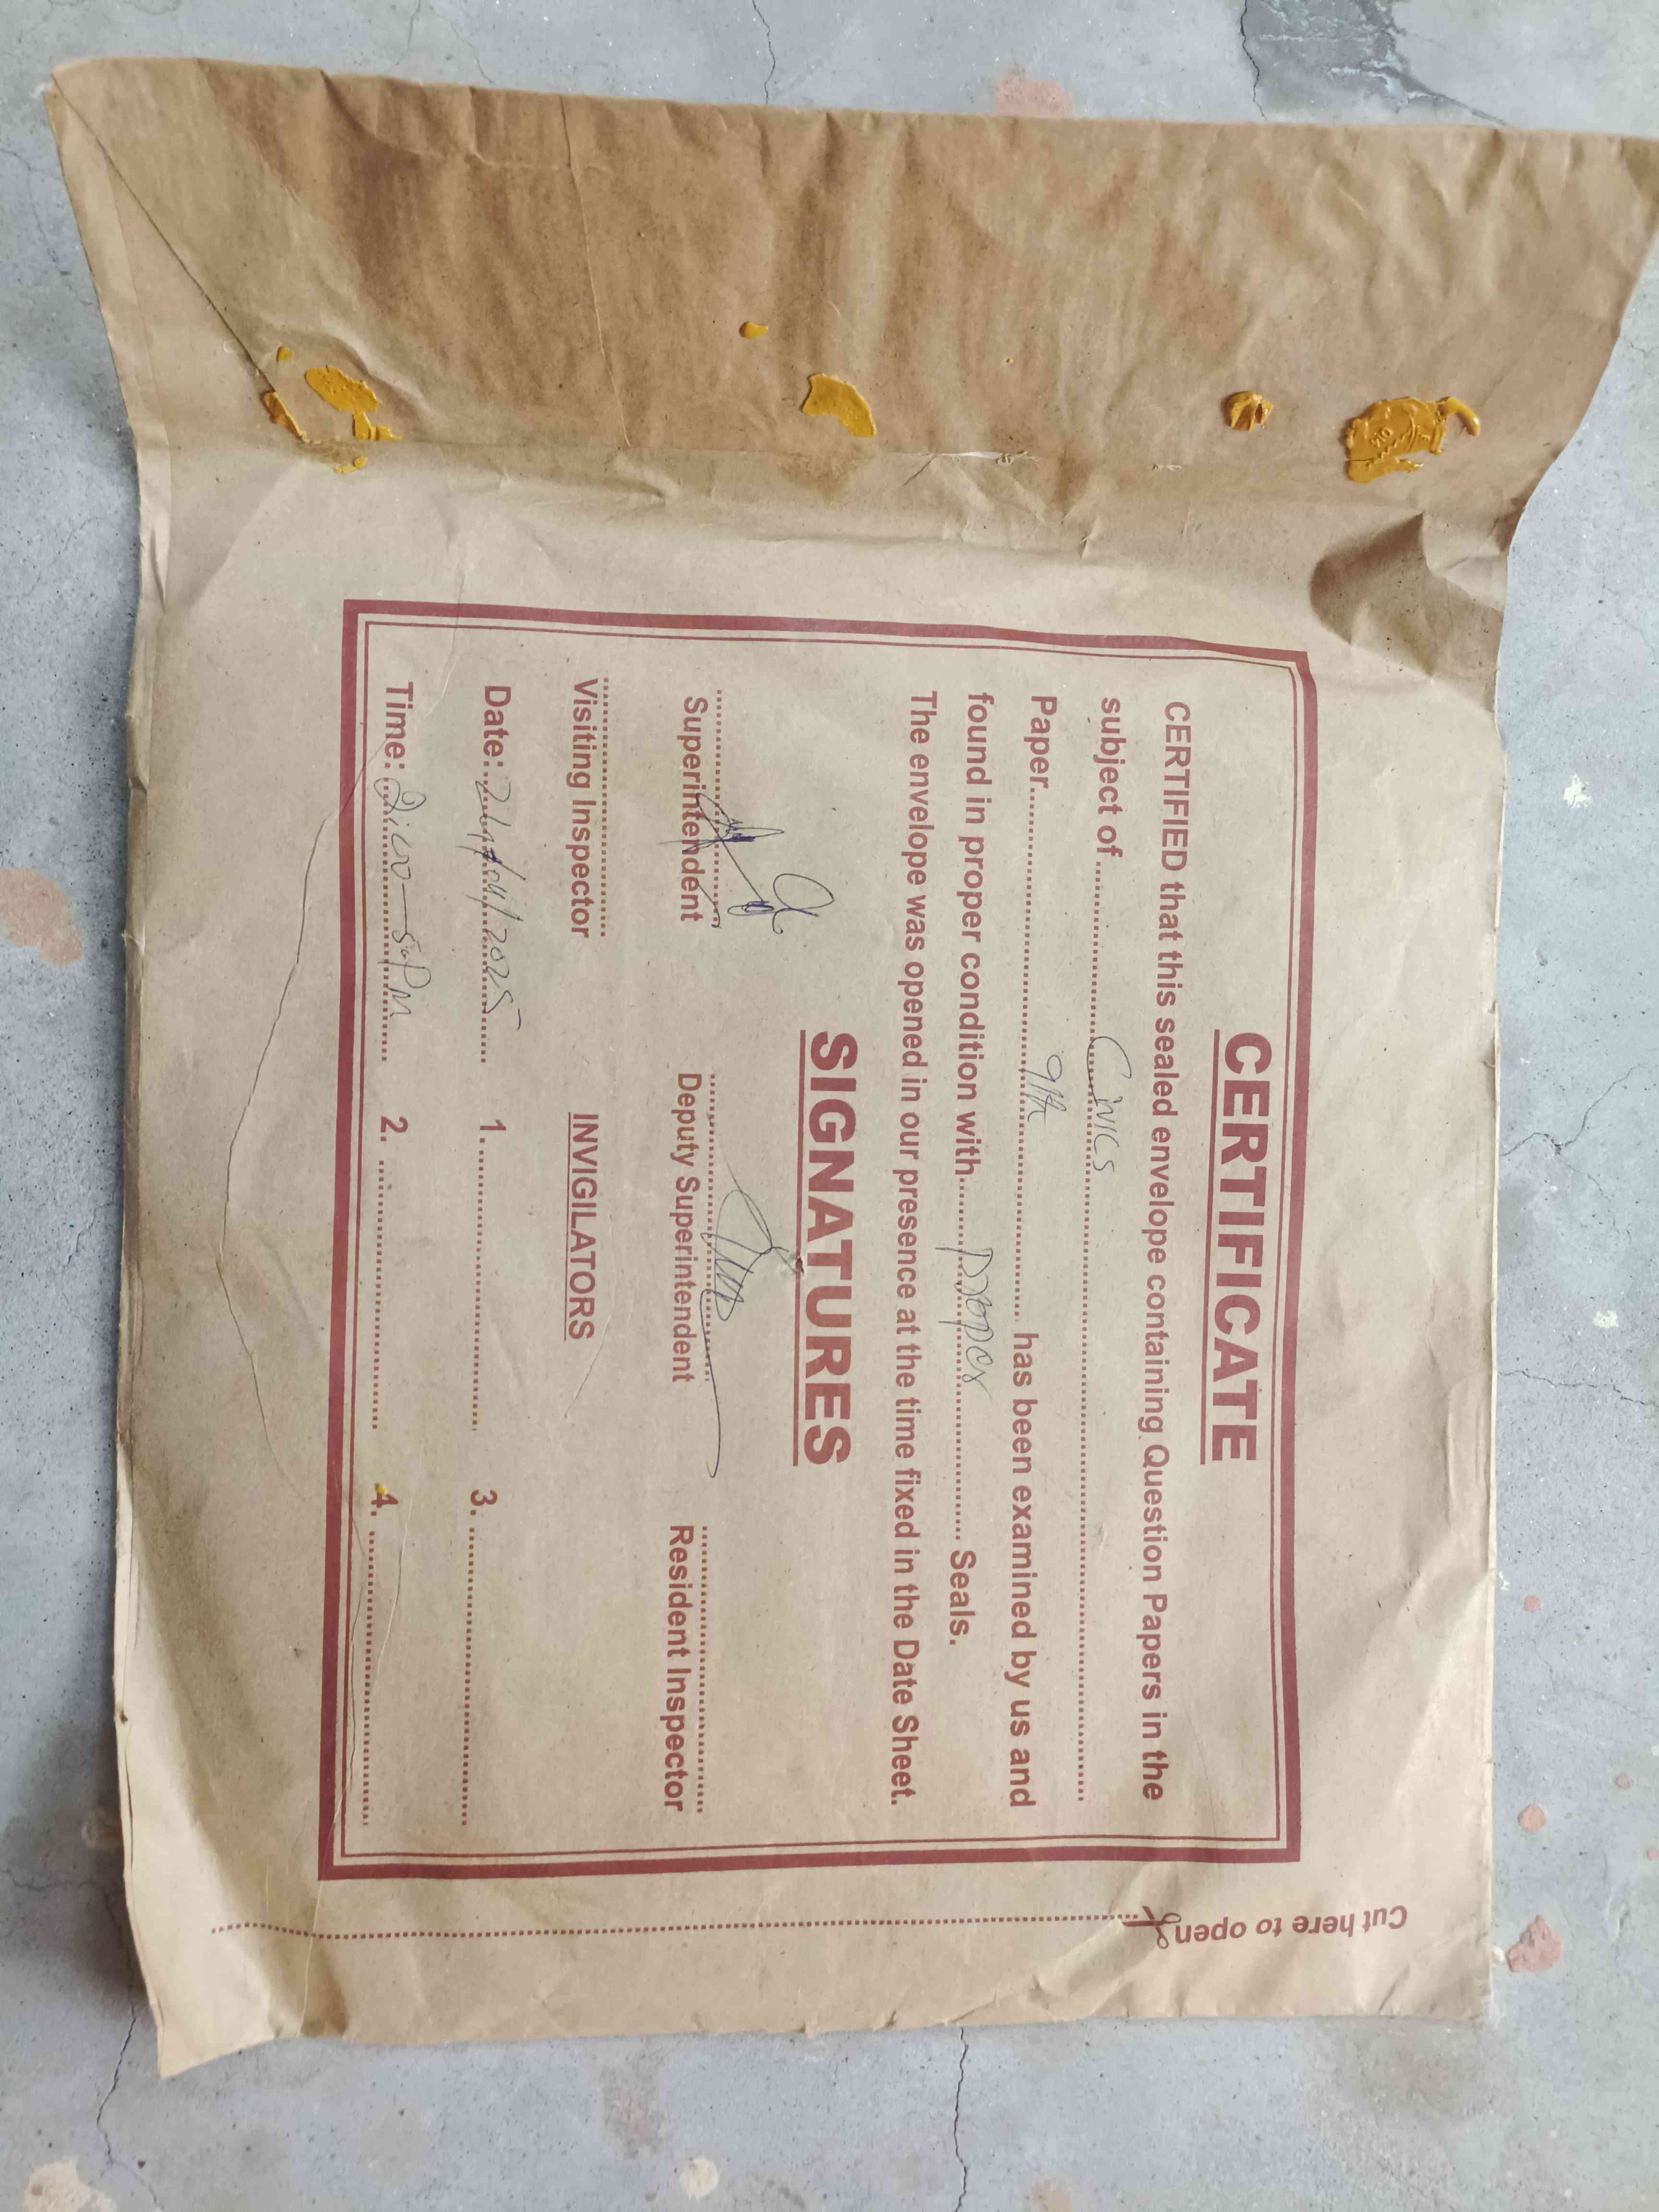 CERTIFICATE
CERTIFIED that this sealed envelope containing Question Papers in the
subject of.......... Civics ..........
Paper.......... 9th .......... has been examined by us and
found in proper condition with.......... proper .......... Seals.
The envelope was opened in our presence at the time fixed in the Date Sheet.
SIGNATURES
Superintendent Deputy Superintendent Resident Inspector
Visiting Inspector INVIGILATORS
Date: /04/2025 1. .......... 3. ..........
Time: PM 2. .......... 4. ..........
Cut here to open